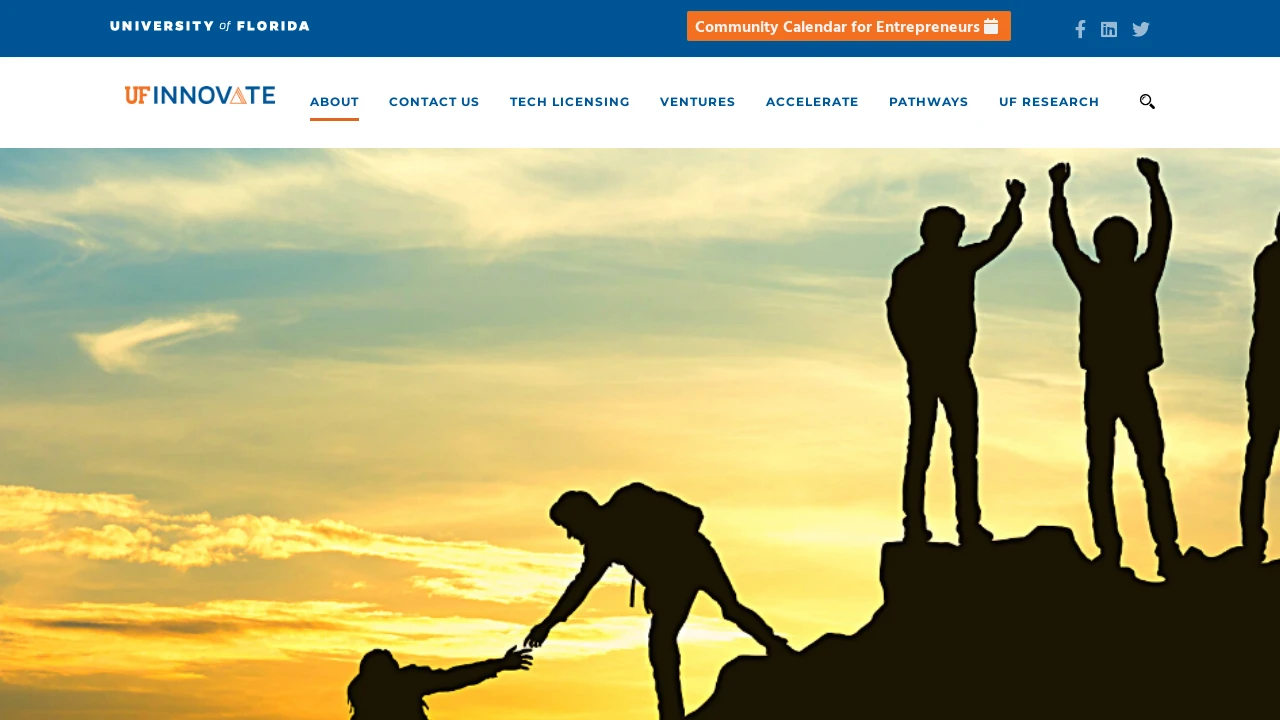 UNIVERSITY of FLORIDA
Community Calendar for Entrepreneurs
UF INNOVATE
ABOUT
CONTACT US
TECH LICENSING
VENTURES
ACCELERATE
PATHWAYS
UF RESEARCH